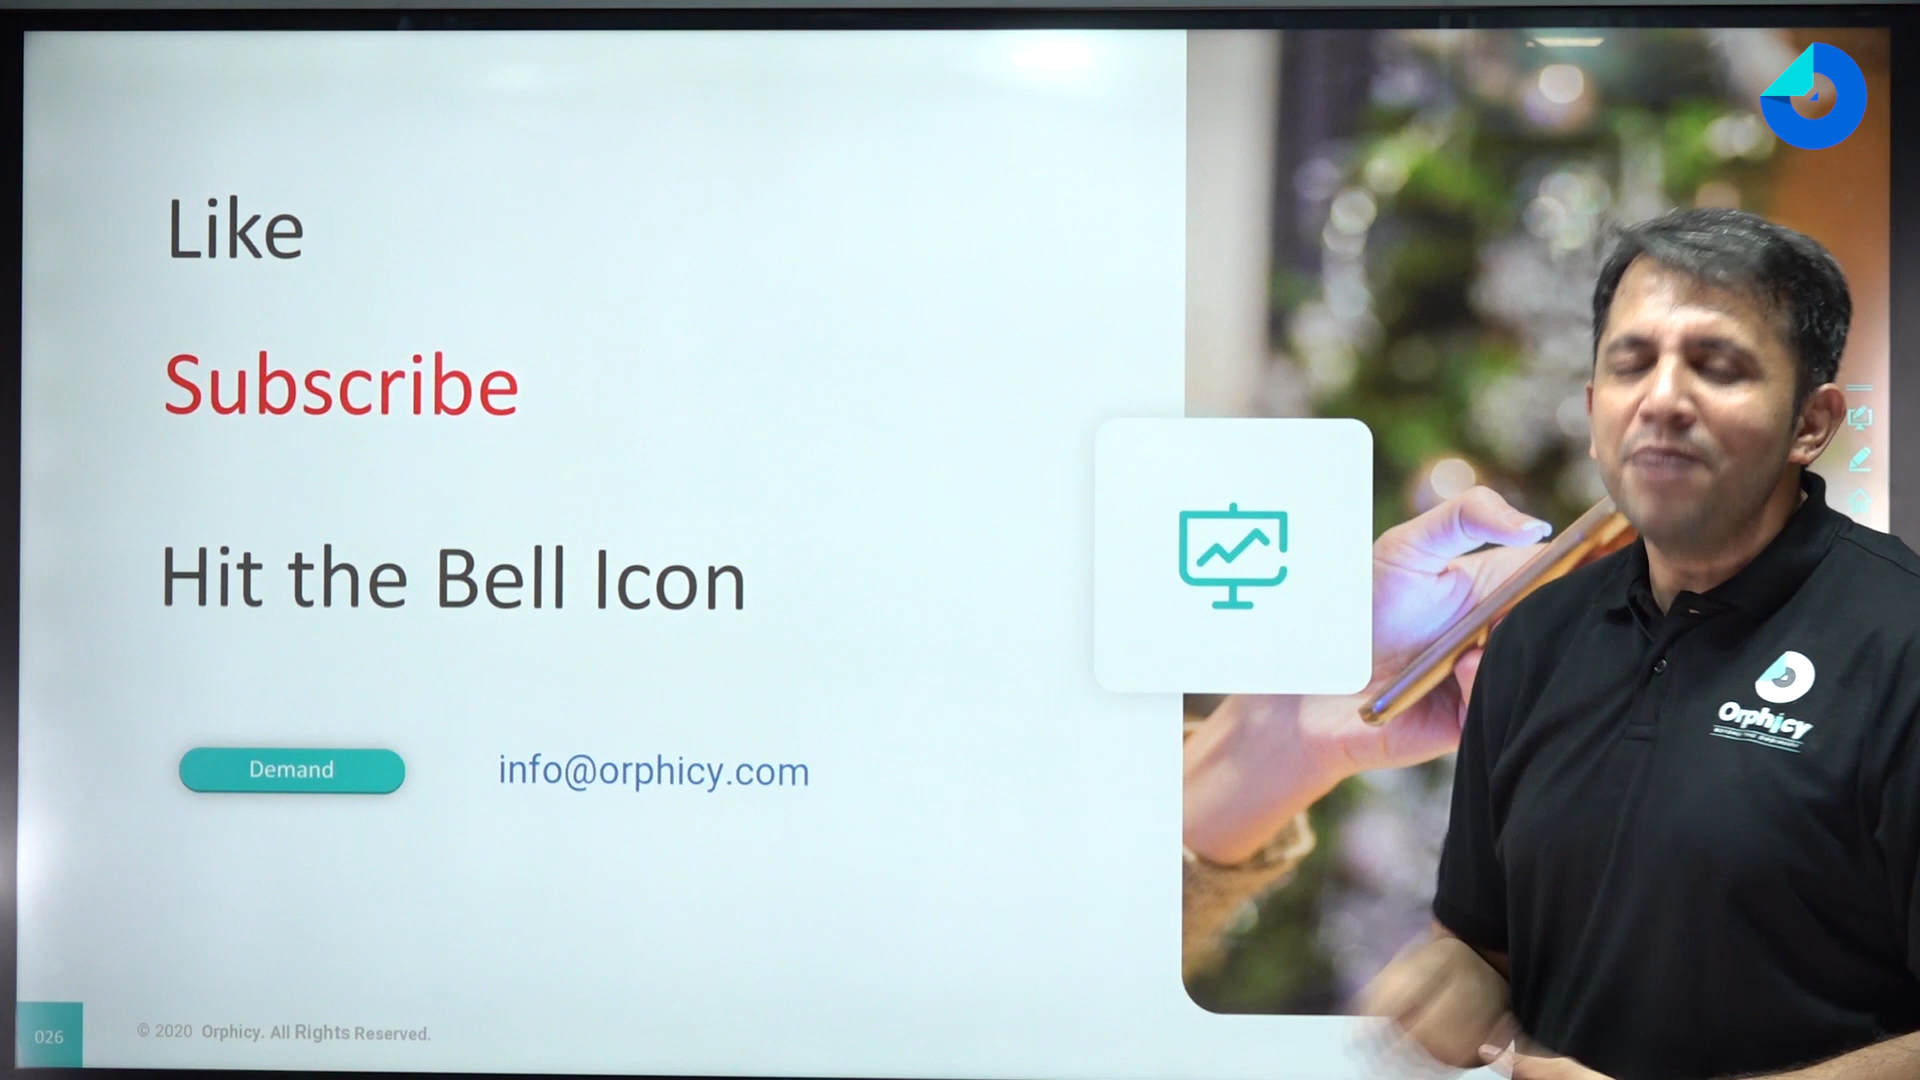 Like
Subscribe
Hit the Bell Icon
Demand
info@orphicy.com
Orphicy
026
© 2020 Orphicy. All Rights Reserved.